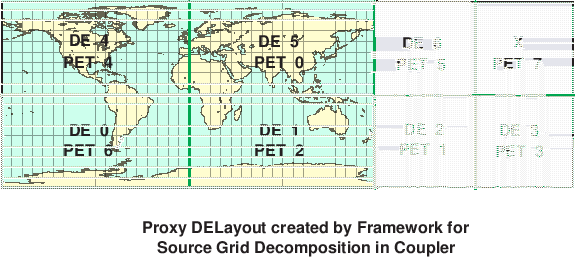 DE 4 DE 5 DE 6 X
PET 4 PET 0 PET 5 PET 7
DE 0 DE 1 DE 2 DE 3
PET 6 PET 2 PET 1 PET 3
Proxy DELayout created by Framework for
Source Grid Decomposition in Coupler